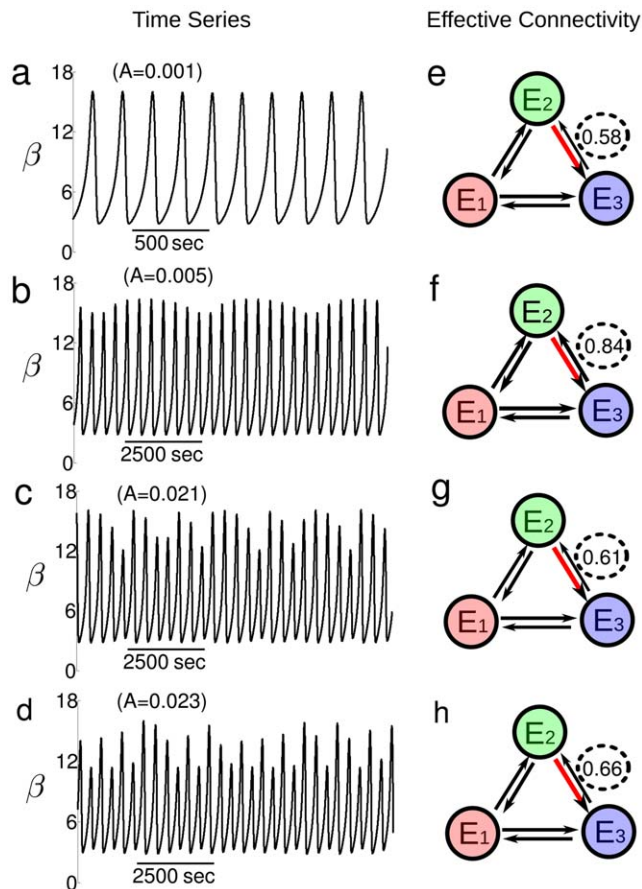 Time Series Effective Connectivity
a 18 (A=0.001) e
12
β
6
0
500 sec
E2
0.58
E1 E3
b 18 (A=0.005) f
12
β
6
0
2500 sec
E2
0.84
E1 E3
c 18 (A=0.021) g
12
β
6
0
2500 sec
E2
0.61
E1 E3
d 18 (A=0.023) h
12
β
6
0
2500 sec
E2
0.66
E1 E3